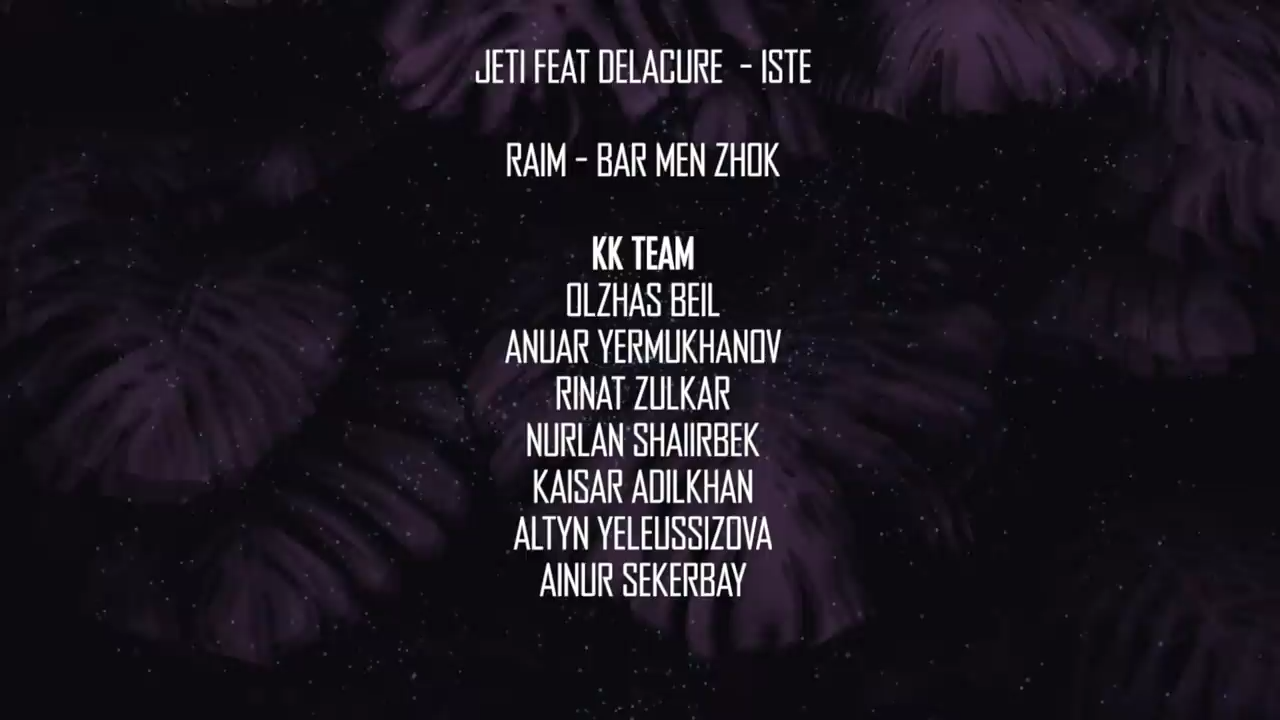 JETI FEAT DELACURE - ISTE
RAIM - BAR MEN ZHOK
KK TEAM
OLZHAS BEIL
ANUAR YERMUKHANOV
RINAT ZULKAR
NURLAN SHAIIRBEK
KAISAR ADILKHAN
ALTYN YELEUSSIZOVA
AINUR SEKERBAY